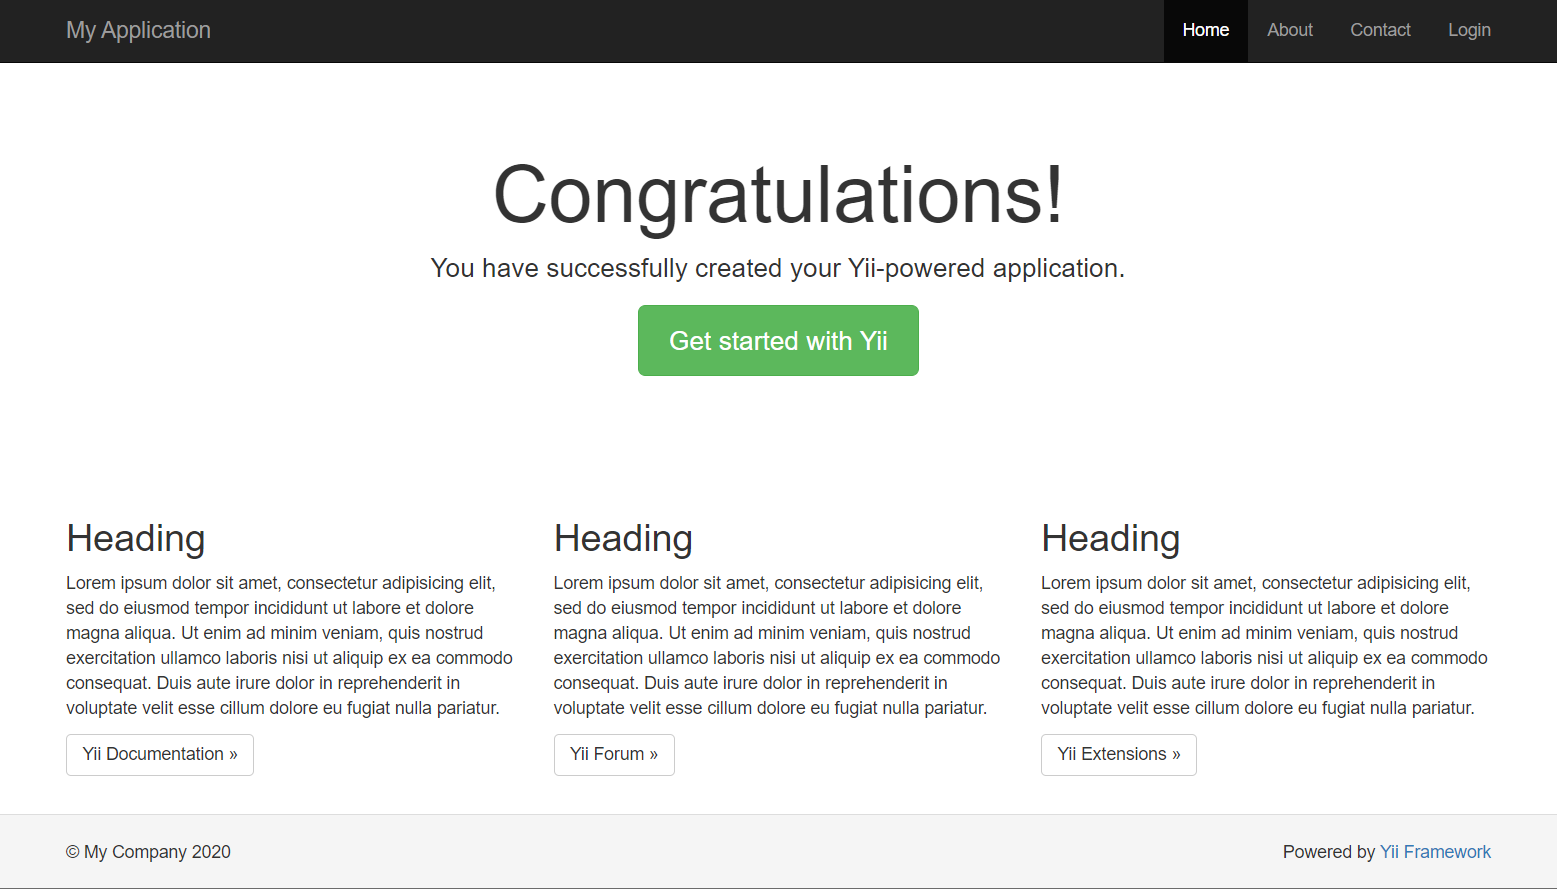 My Application
Home About Contact Login
Congratulations!
You have successfully created your Yii-powered application.
Get started with Yii
Heading
Lorem ipsum dolor sit amet, consectetur adipisicing elit,
sed do eiusmod tempor incididunt ut labore et dolore
magna aliqua. Ut enim ad minim veniam, quis nostrud
exercitation ullamco laboris nisi ut aliquip ex ea commodo
consequat. Duis aute irure dolor in reprehenderit in
voluptate velit esse cillum dolore eu fugiat nulla pariatur.
Yii Documentation »
Heading
Lorem ipsum dolor sit amet, consectetur adipisicing elit,
sed do eiusmod tempor incididunt ut labore et dolore
magna aliqua. Ut enim ad minim veniam, quis nostrud
exercitation ullamco laboris nisi ut aliquip ex ea commodo
consequat. Duis aute irure dolor in reprehenderit in
voluptate velit esse cillum dolore eu fugiat nulla pariatur.
Yii Forum »
Heading
Lorem ipsum dolor sit amet, consectetur adipisicing elit,
sed do eiusmod tempor incididunt ut labore et dolore
magna aliqua. Ut enim ad minim veniam, quis nostrud
exercitation ullamco laboris nisi ut aliquip ex ea commodo
consequat. Duis aute irure dolor in reprehenderit in
voluptate velit esse cillum dolore eu fugiat nulla pariatur.
Yii Extensions »
© My Company 2020
Powered by Yii Framework